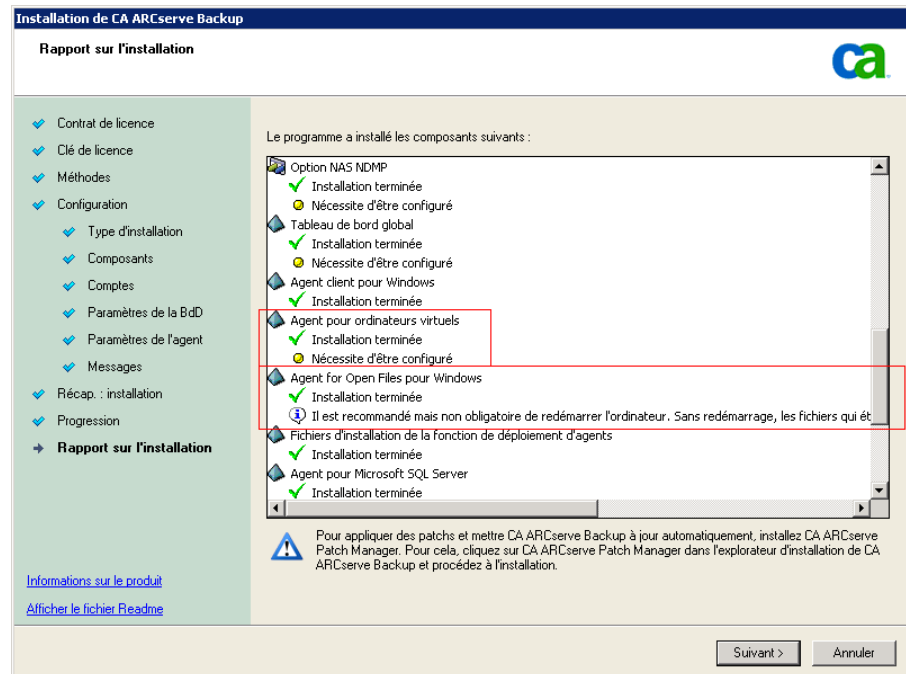 Installation de CA ARCserve Backup
Rapport sur l'installation
ca
Contrat de licence
Clé de licence
Méthodes
Configuration
Type d'installation
Composants
Comptes
Paramètres de la BdD
Paramètres de l'agent
Messages
Récap. : installation
Progression
Rapport sur l'installation
Informations sur le produit
Afficher le fichier Readme
Le programme a installé les composants suivants :
Option NAS NDMP
Installation terminée
Nécessite d'être configuré
Tableau de bord global
Installation terminée
Nécessite d'être configuré
Agent client pour Windows
Installation terminée
Agent pour ordinateurs virtuels
Installation terminée
Nécessite d'être configuré
Agent for Open Files pour Windows
Installation terminée
Il est recommandé mais non obligatoire de redémarrer l'ordinateur. Sans redémarrage, les fichiers qui ét
Fichiers d'installation de la fonction de déploiement d'agents
Installation terminée
Agent pour Microsoft SQL Server
Installation terminée
Pour appliquer des patchs et mettre CA ARCserve Backup à jour automatiquement, installez CA ARCserve
Patch Manager. Pour cela, cliquez sur CA ARCserve Patch Manager dans l'explorateur d'installation de CA
ARCserve Backup et procédez à l'installation.
Suivant >
Annuler